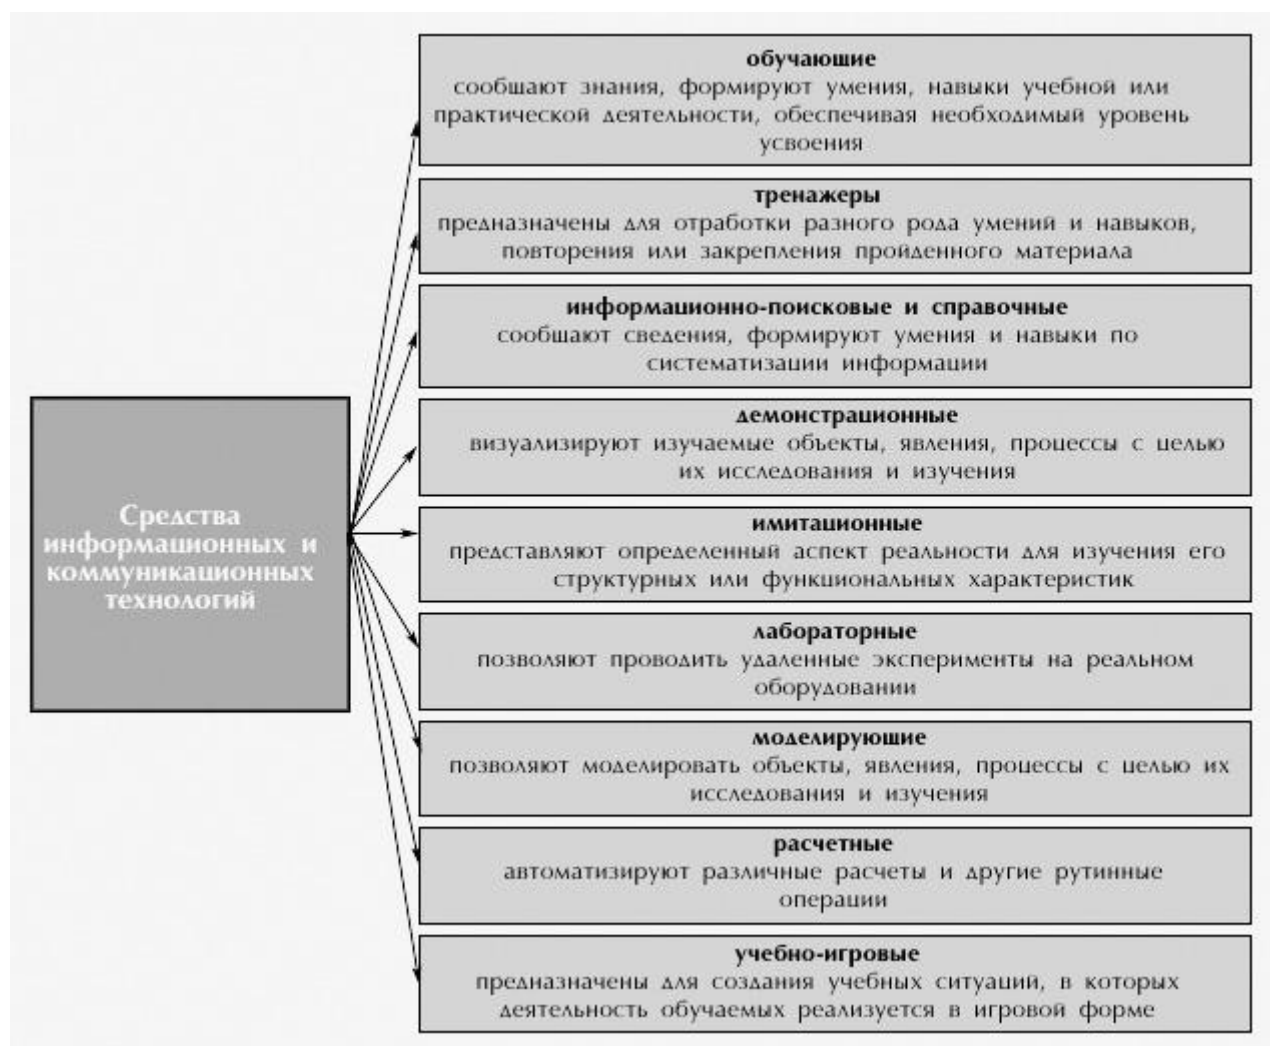 обучающие
сообщают знания, формируют умения, навыки учебной или
практической деятельности, обеспечивая необходимый уровень
усвоения
тренажеры
предназначены для отработки разного рода умений и навыков,
повторения или закрепления пройденного материала
информационно-поисковые и справочные
сообщают сведения, формируют умения и навыки по
систематизации информации
демонстрационные
визуализируют изучаемые объекты, явления, процессы с целью
их исследования и изучения
Средства
информационных и
коммуникационных
технологий
имитационные
представляют определенный аспект реальности для изучения его
структурных или функциональных характеристик
лабораторные
позволяют проводить удаленные эксперименты на реальном
оборудовании
моделирующие
позволяют моделировать объекты, явления, процессы с целью их
исследования и изучения
расчетные
автоматизируют различные расчеты и другие рутинные
операции
учебно-игровые
предназначены для создания учебных ситуаций, в которых
деятельность обучаемых реализуется в игровой форме